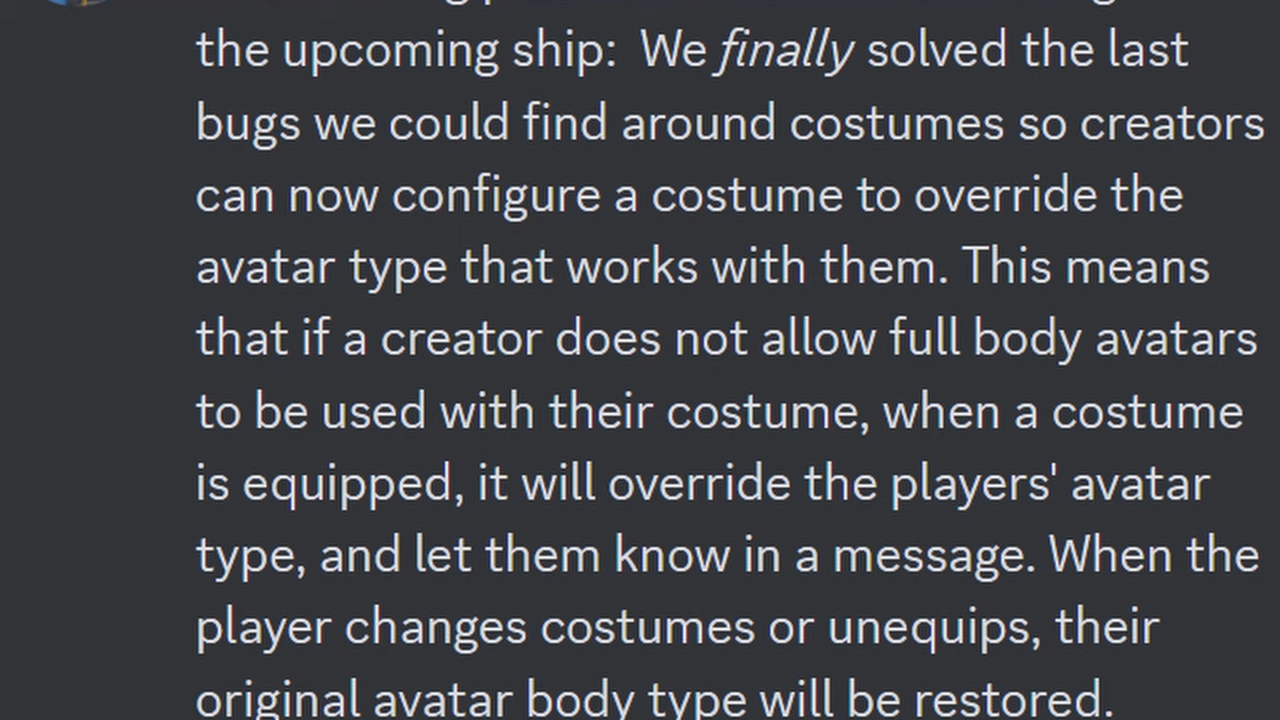 the upcoming ship:  We finally solved the last
bugs we could find around costumes so creators
can now configure a costume to override the
avatar type that works with them. This means
that if a creator does not allow full body avatars
to be used with their costume, when a costume
is equipped, it will override the players' avatar
type, and let them know in a message. When the
player changes costumes or unequips, their
original avatar body type will be restored.